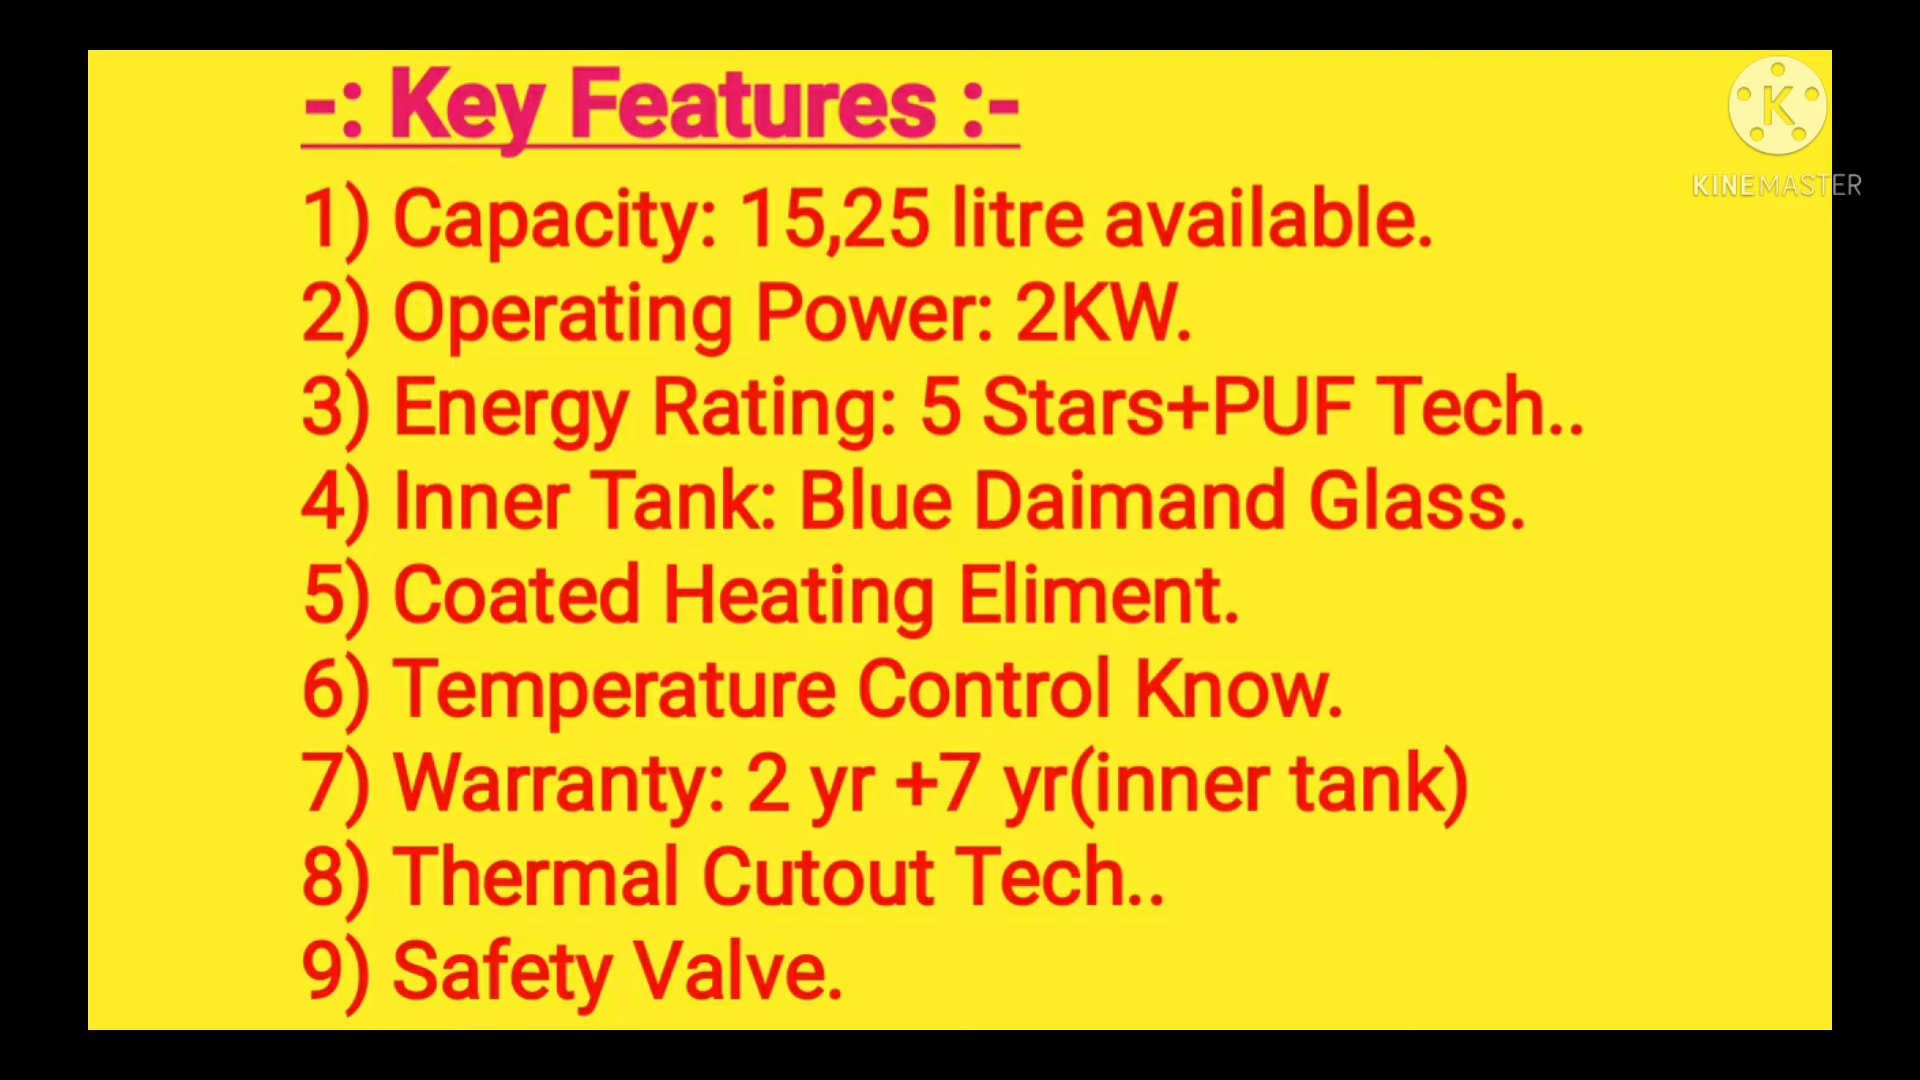 -: Key Features :-
K
KINEMASTER
1) Capacity: 15,25 litre available.
2) Operating Power: 2KW.
3) Energy Rating: 5 Stars+PUF Tech..
4) Inner Tank: Blue Daimand Glass.
5) Coated Heating Eliment.
6) Temperature Control Know.
7) Warranty: 2 yr +7 yr(inner tank)
8) Thermal Cutout Tech..
9) Safety Valve.